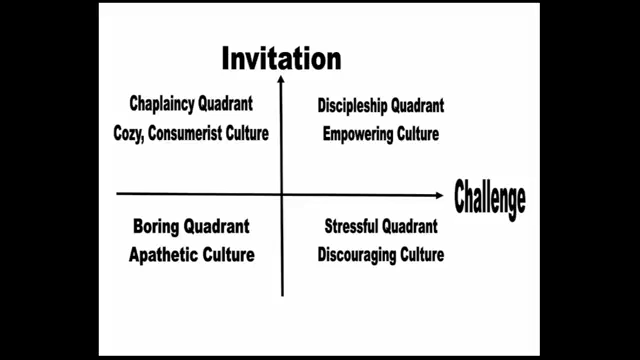 Invitation
Chaplaincy Quadrant
Cozy, Consumerist Culture
Discipleship Quadrant
Empowering Culture
Challenge
Boring Quadrant
Apathetic Culture
Stressful Quadrant
Discouraging Culture